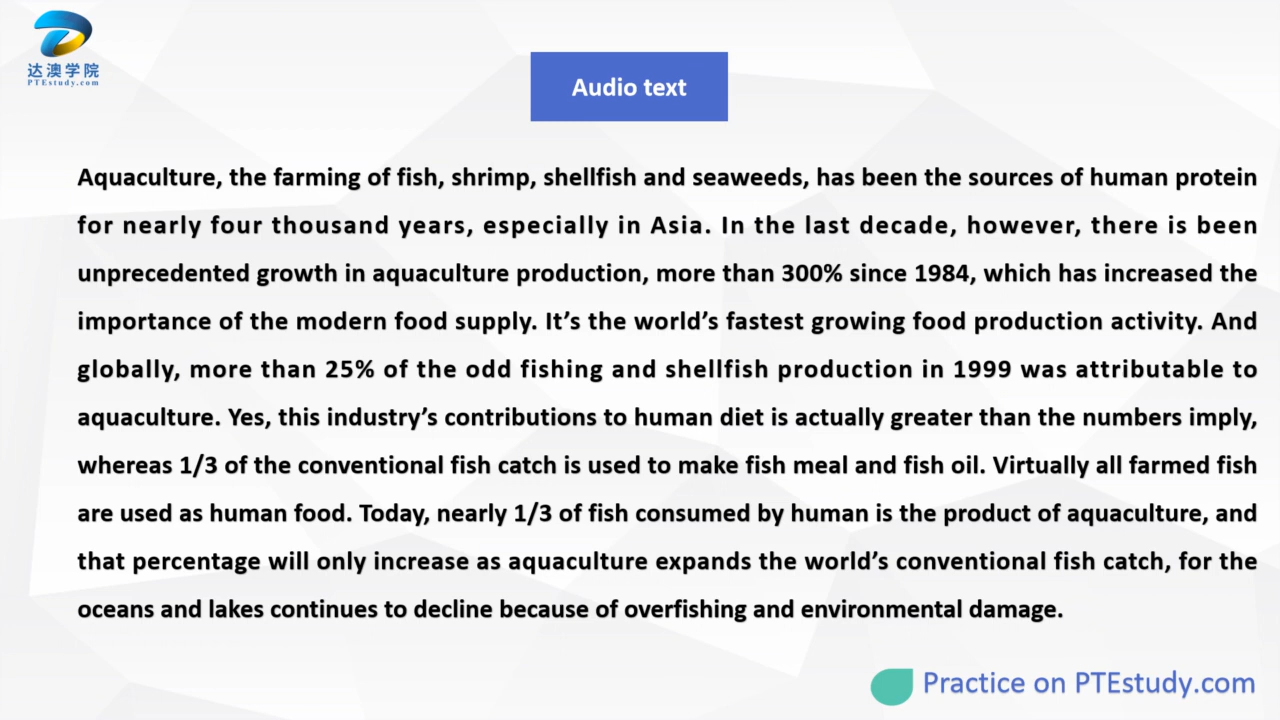 达澳学院
PTEstudy.com
Audio text
Aquaculture, the farming of fish, shrimp, shellfish and seaweeds, has been the sources of human protein
for nearly four thousand years, especially in Asia. In the last decade, however, there is been
unprecedented growth in aquaculture production, more than 300% since 1984, which has increased the
importance of the modern food supply. It’s the world’s fastest growing food production activity. And
globally, more than 25% of the odd fishing and shellfish production in 1999 was attributable to
aquaculture. Yes, this industry’s contributions to human diet is actually greater than the numbers imply,
whereas 1/3 of the conventional fish catch is used to make fish meal and fish oil. Virtually all farmed fish
are used as human food. Today, nearly 1/3 of fish consumed by human is the product of aquaculture, and
that percentage will only increase as aquaculture expands the world’s conventional fish catch, for the
oceans and lakes continues to decline because of overfishing and environmental damage.
Practice on PTEstudy.com